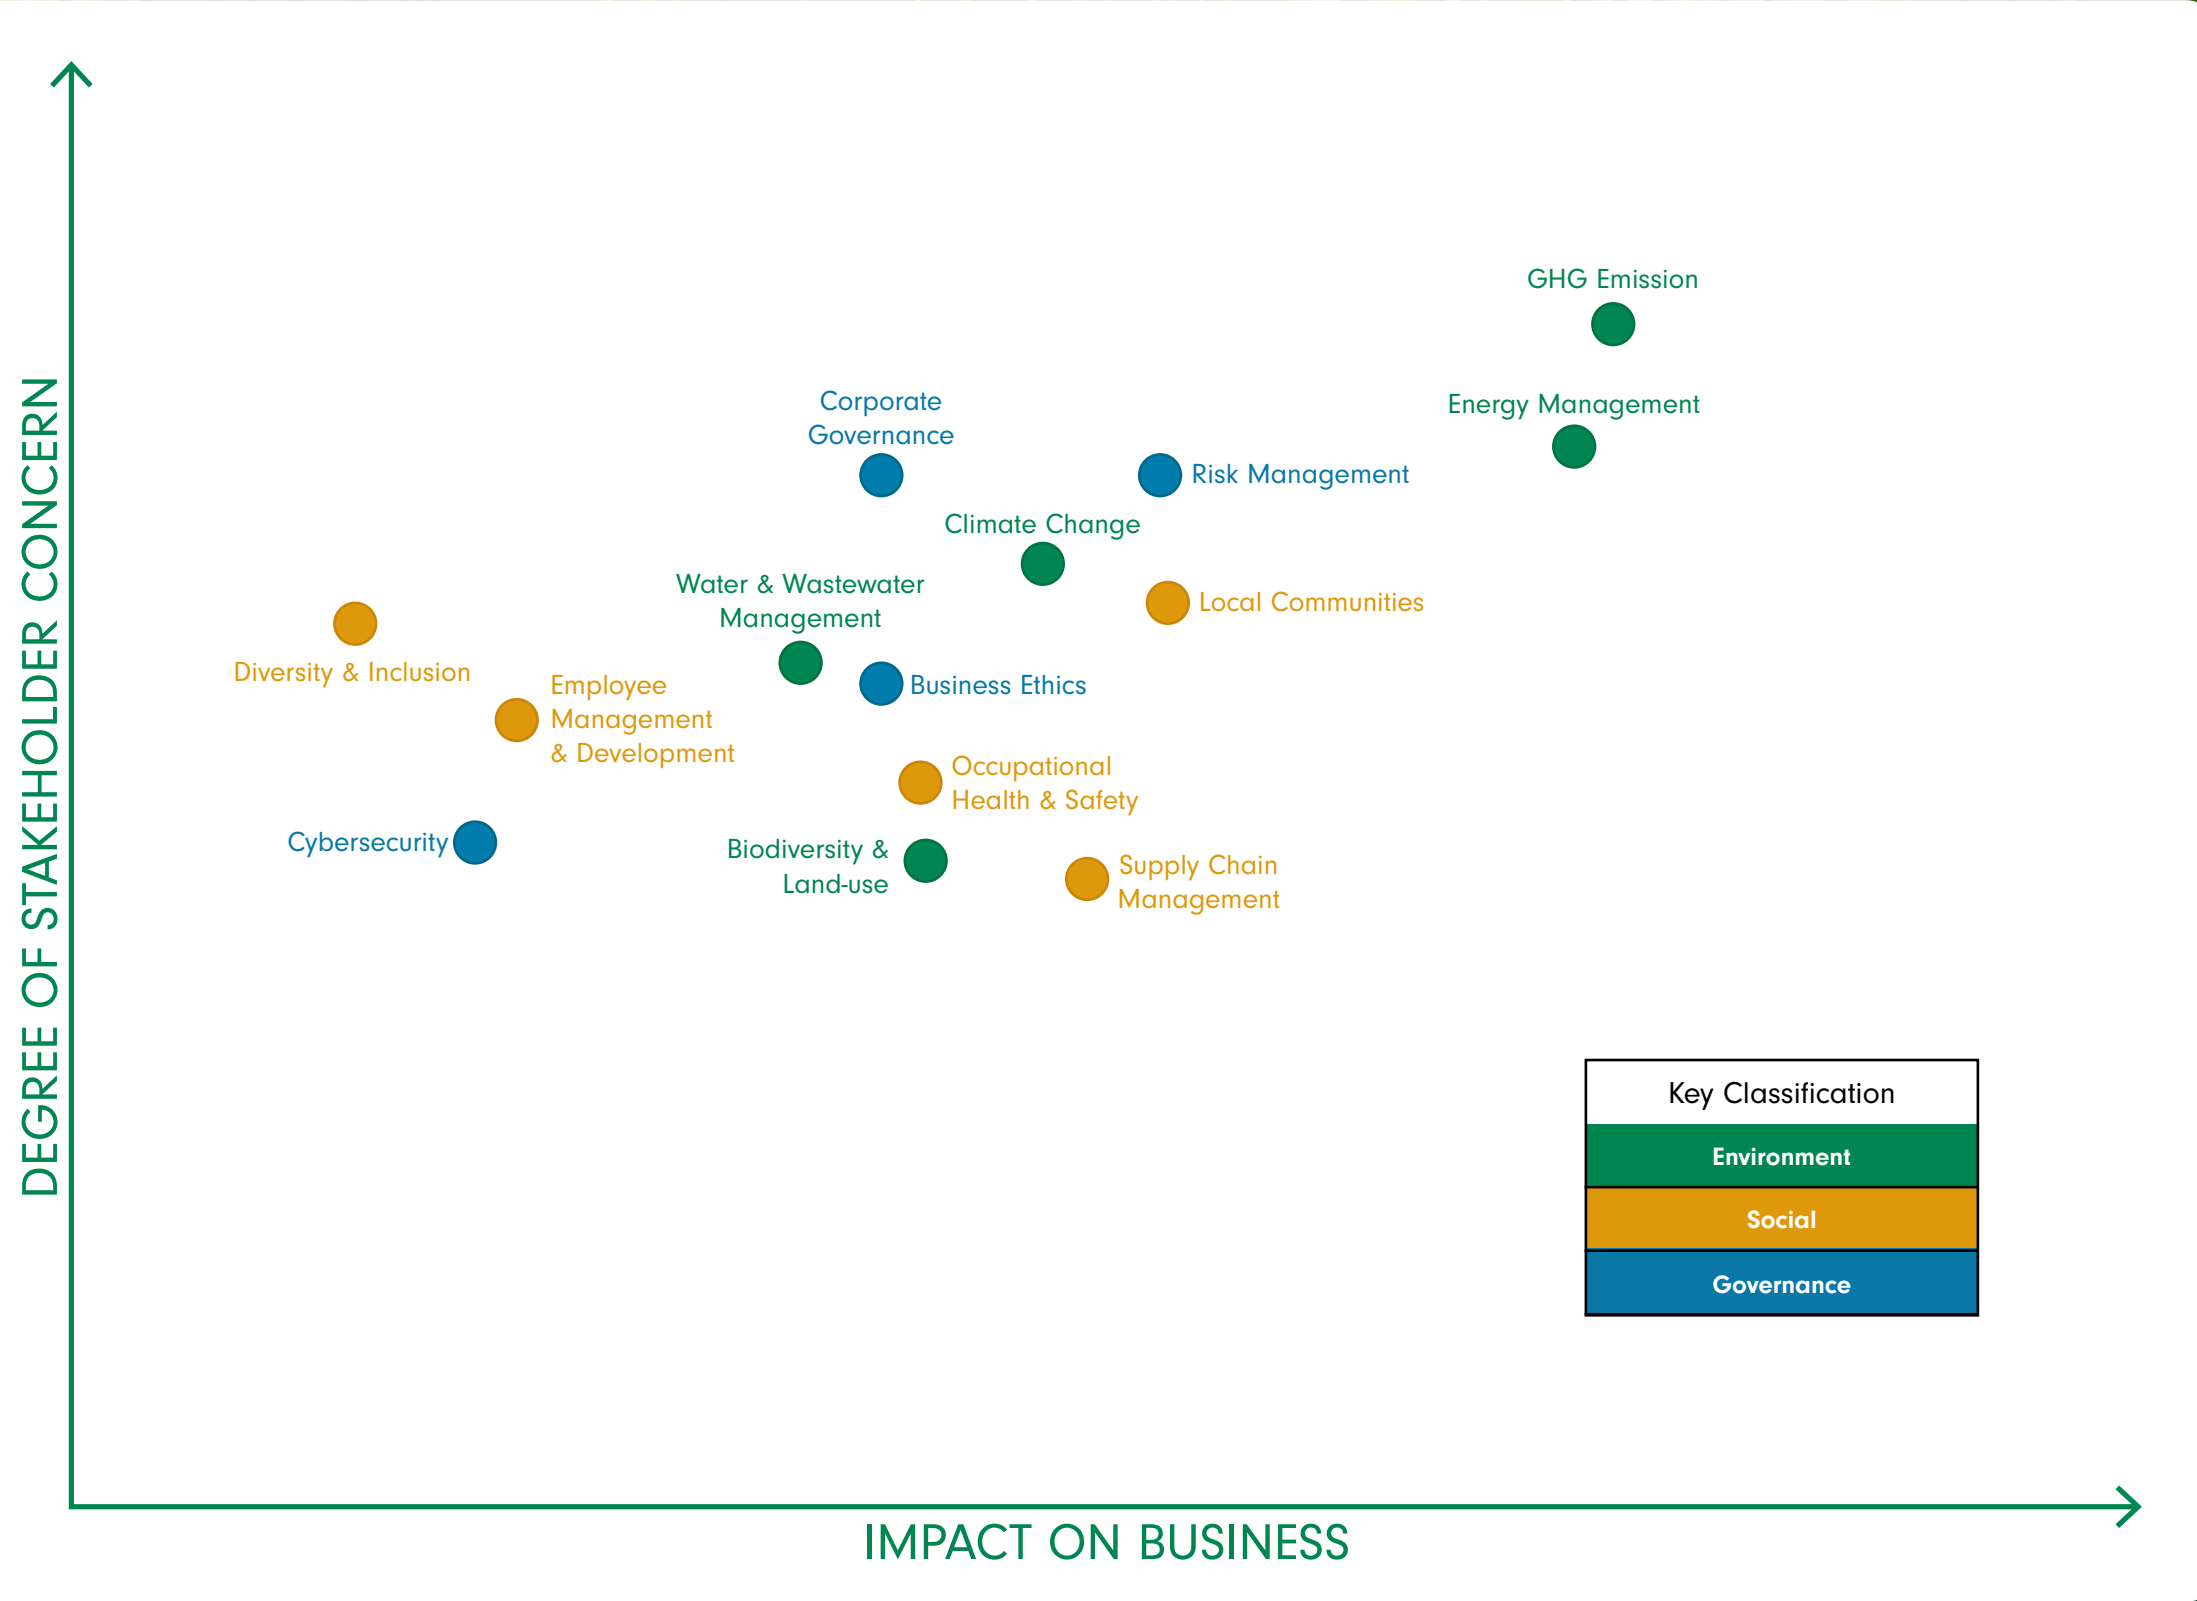 DEGREE OF STAKEHOLDER CONCERN
GHG Emission
Energy Management
Corporate
Governance
Risk Management
Climate Change
Water & Wastewater
Management
Local Communities
Diversity & Inclusion
Employee
Management
& Development
Business Ethics
Occupational
Health & Safety
Cybersecurity
Biodiversity &
Land-use
Supply Chain
Management
Key Classification
Environment
Social
Governance
IMPACT ON BUSINESS